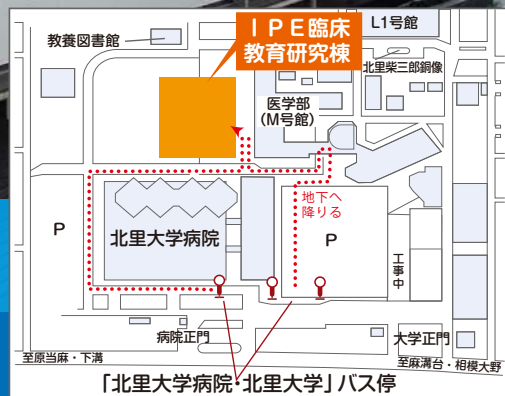 IPE臨床
教育研究棟
L1号館
教養図書館
北里柴三郎銅像
医学部
(M号館)
地下へ
降りる
P
P
北里大学病院
工事中
病院正門
大学正門
至原当麻・下溝
至麻溝台・相模大野
「北里大学病院・北里大学」バス停